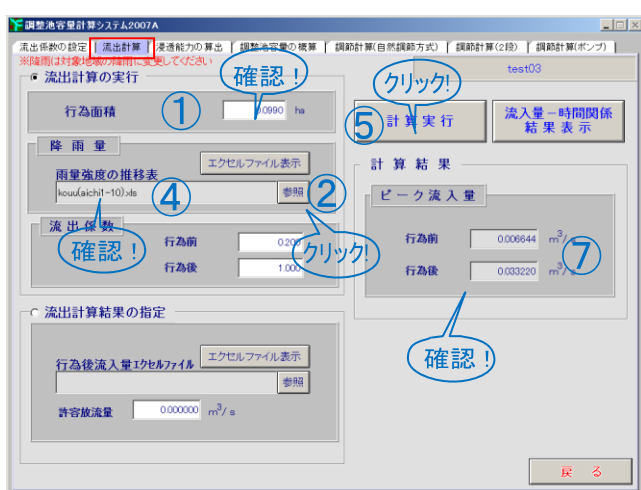 調整池容量計算システム2007A
流出係数の設定 流出計算 浸透能力の算出 調整池容量の概算 調節計算(自然調節方式) 調節計算(2段) 調節計算(ポンプ)
※降雨は対象地域の降雨に変更してください
test03
流出計算の実行
確認！
クリック!
行為面積 ① 0.0990 ha
⑤ 計算実行
流入量－時間関係
結果表示
降雨量
エクセルファイル表示
雨量強度の推移表
kouu(aichi1-10).xls ④ 参照 ②
計算結果
ピーク流入量
流出係数
確認！
クリック!
行為前 0.200
行為後 1.000
行為前 0.006644 m³/
行為後 0.033220 m³/s
⑦
確認！
流出計算結果の指定
エクセルファイル表示
行為後流入量エクセルファイル
参照
許容放流量 0.000000 m³/s
戻る